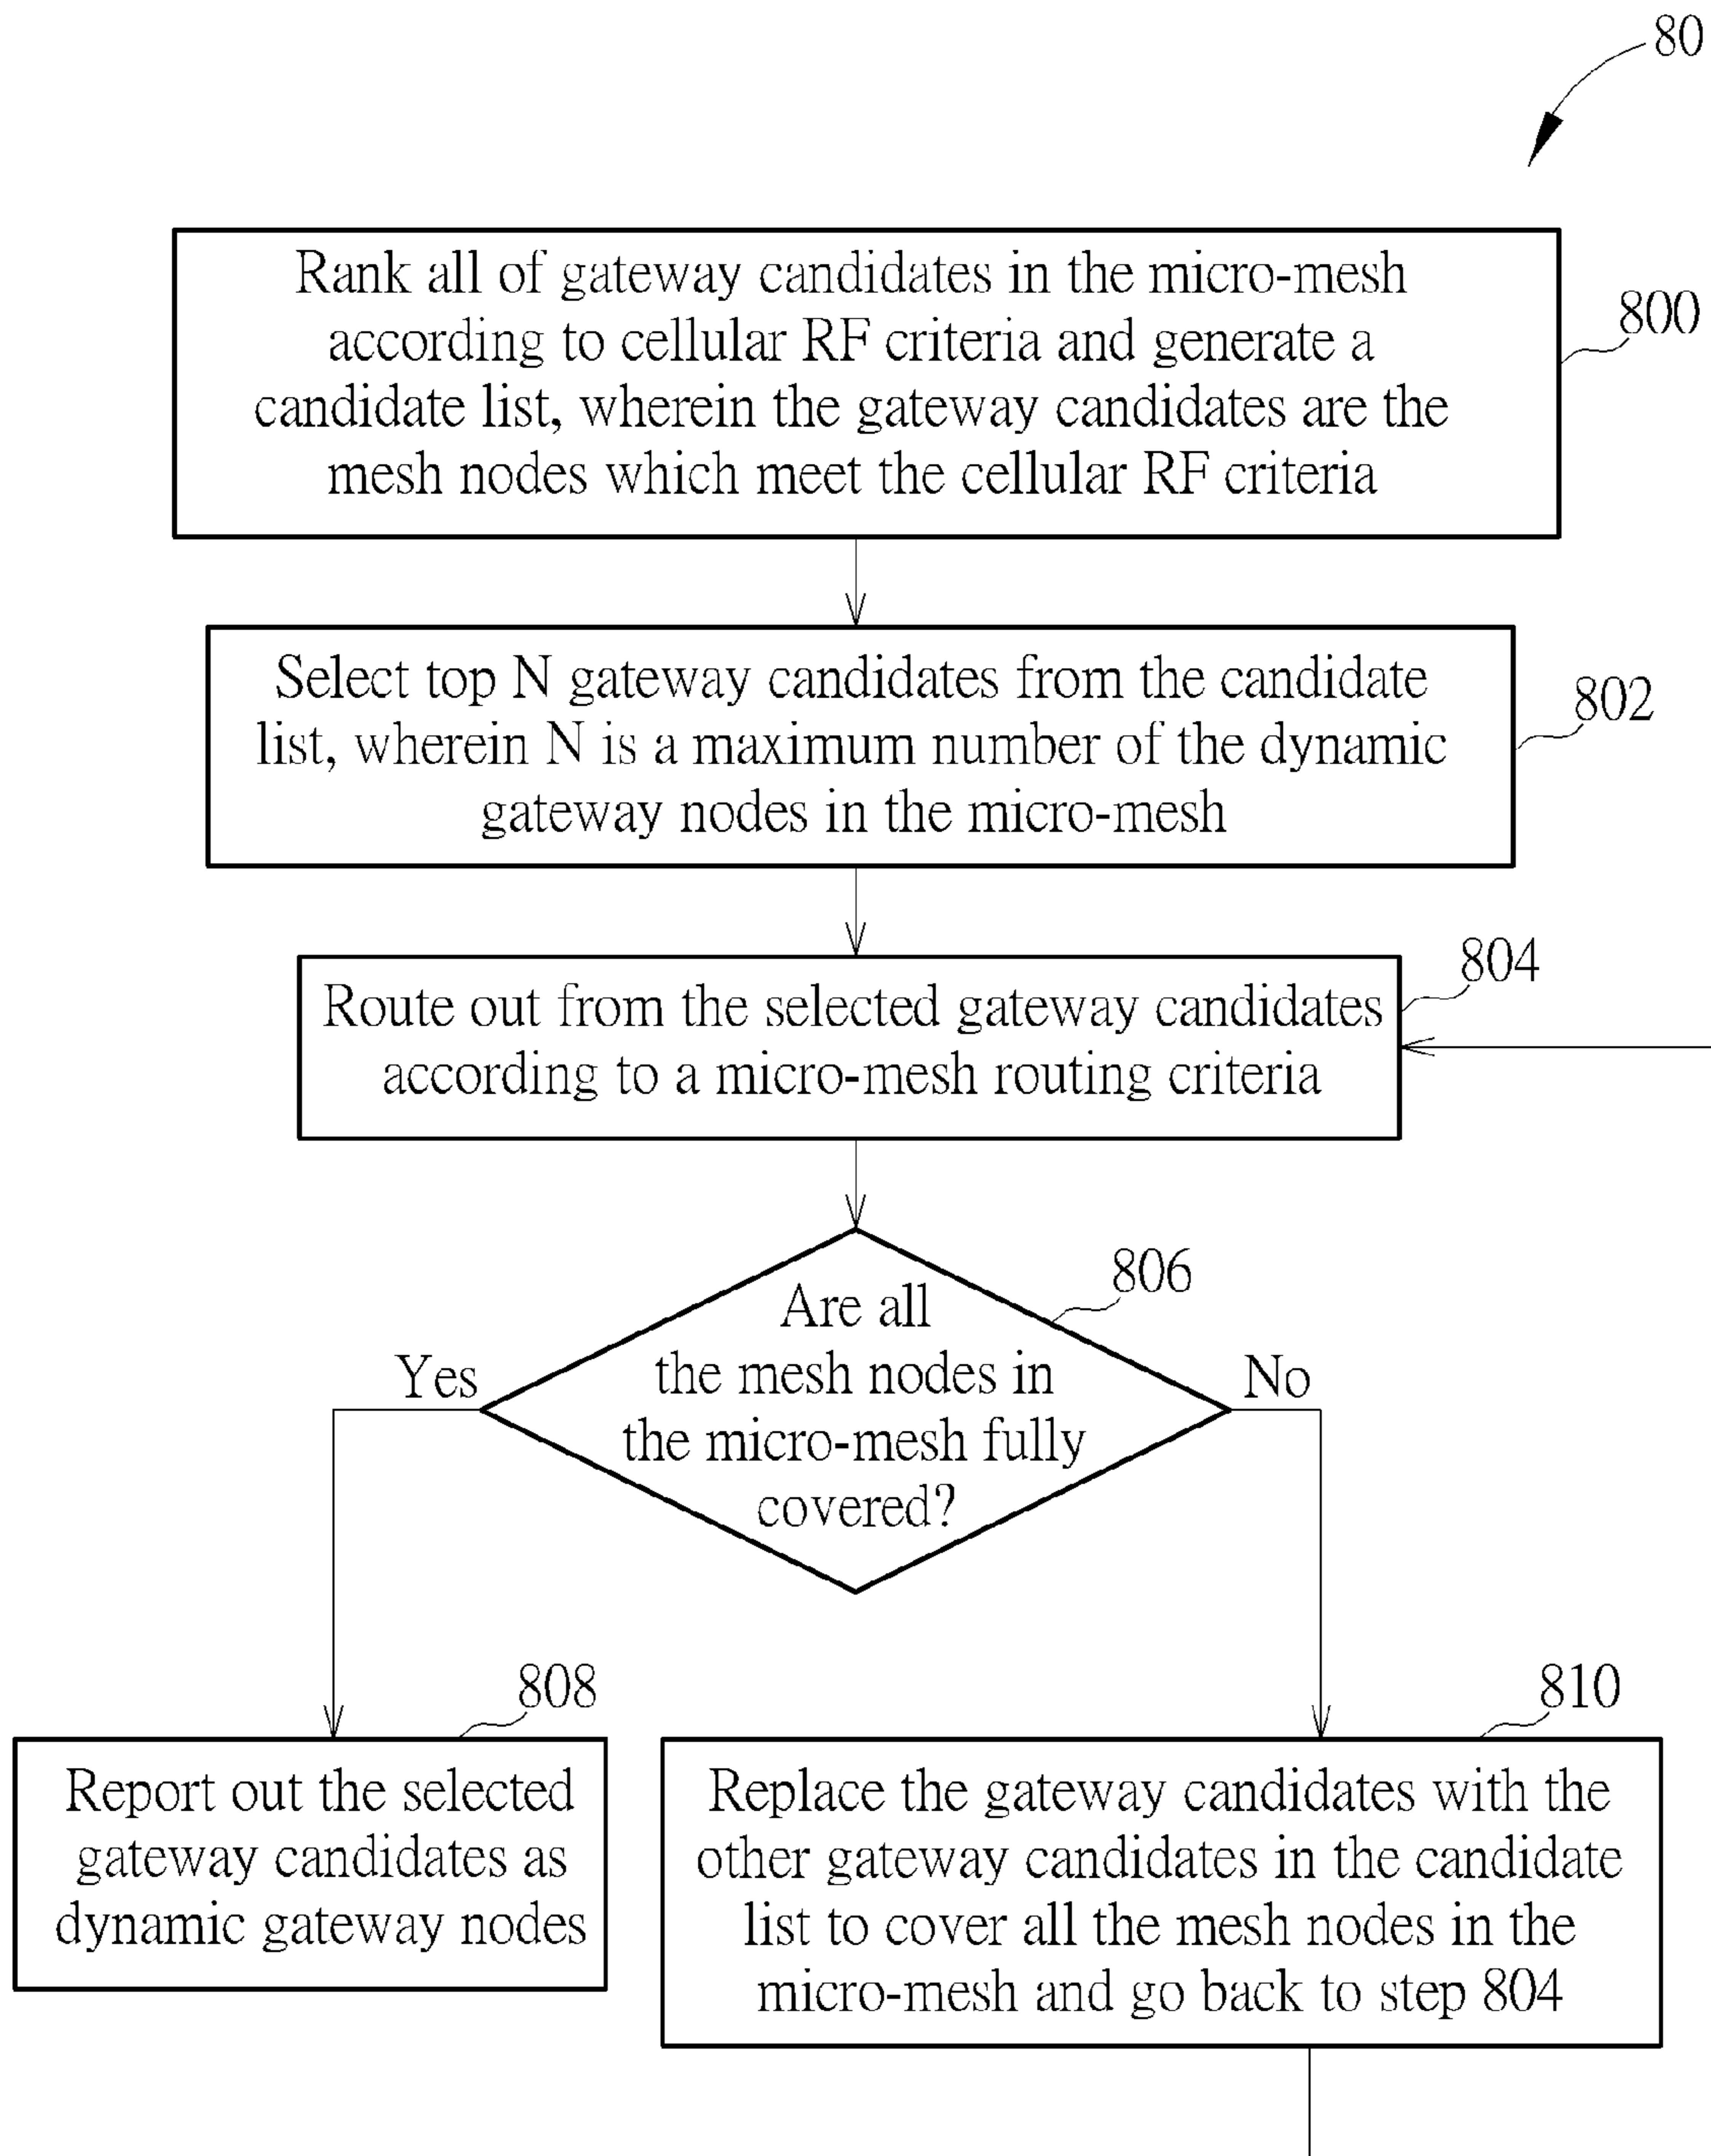 80
Rank all of gateway candidates in the micro-mesh
according to cellular RF criteria and generate a
candidate list, wherein the gateway candidates are the
mesh nodes which meet the cellular RF criteria
800
Select top N gateway candidates from the candidate
list, wherein N is a maximum number of the dynamic
gateway nodes in the micro-mesh
802
Route out from the selected gateway candidates
according to a micro-mesh routing criteria
804
Are all
the mesh nodes in
the micro-mesh fully
covered?
806
Yes
No
Report out the selected
gateway candidates as
dynamic gateway nodes
808
Replace the gateway candidates with the
other gateway candidates in the candidate
list to cover all the mesh nodes in the
micro-mesh and go back to step 804
810